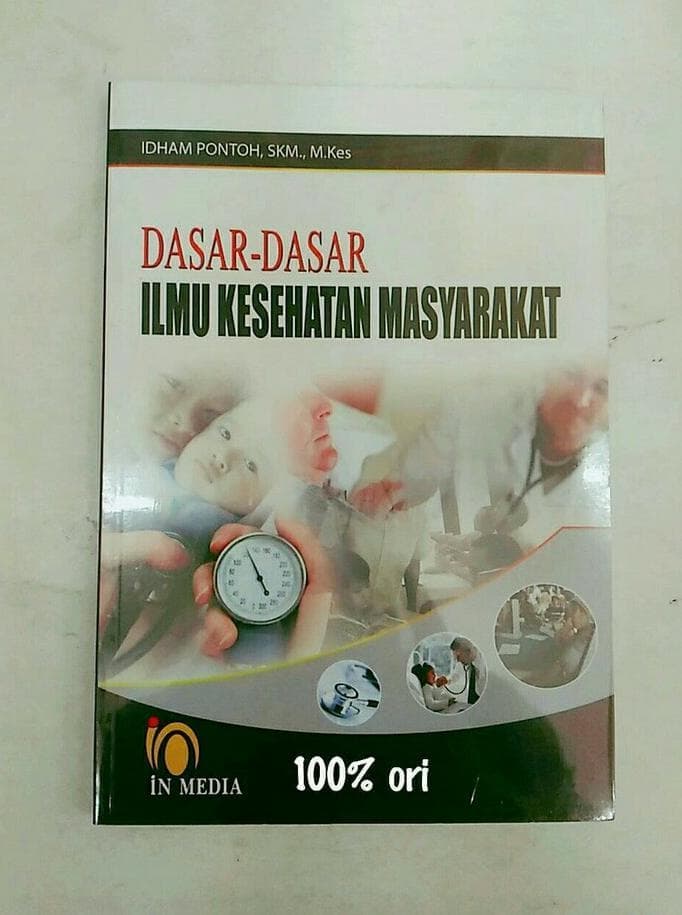 IDHAM PONTOH, SKM., M.Kes
DASAR-DASAR
ILMU KESEHATAN MASYARAKAT
iN MEDIA
100% ori